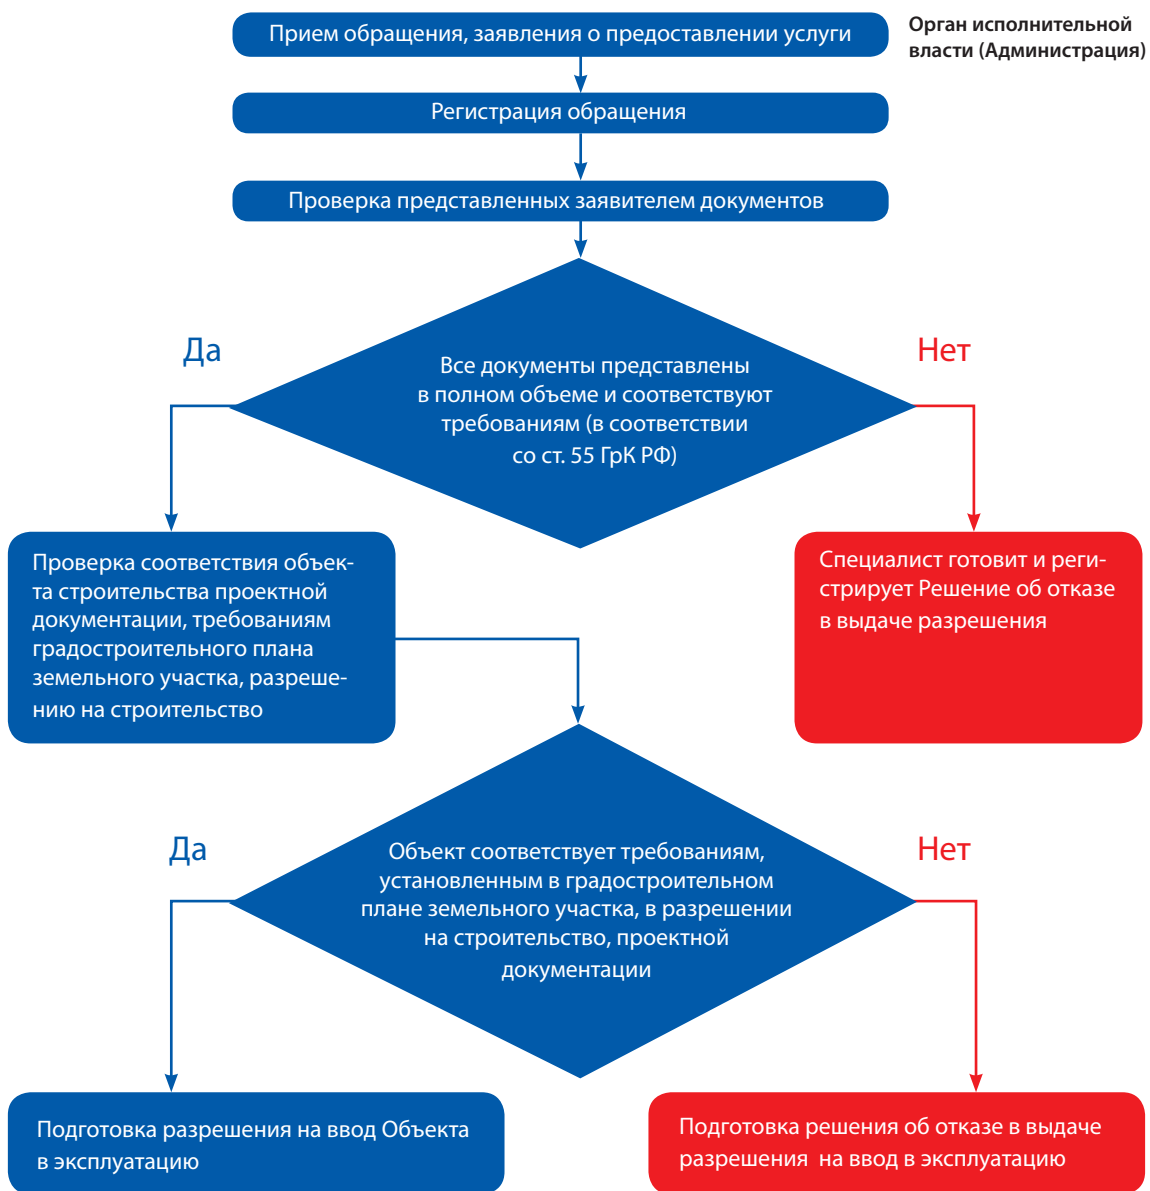 Прием обращения, заявления о предоставлении услуги
Орган исполнительной
власти (Администрация)
Регистрация обращения
Проверка представленных заявителем документов
Да
Нет
Все документы представлены
в полном объеме и соответствуют
требованиям (в соответствии
со ст. 55 ГрК РФ)
Проверка соответствия объек-
та строительства проектной
документации, требованиям
градостроительного плана
земельного участка, разреше-
нию на строительство
Специалист готовит и реги-
стрирует Решение об отказе
в выдаче разрешения
Да
Нет
Объект соответствует требованиям,
установленным в градостроительном
плане земельного участка, в разрешении
на строительство, проектной
документации
Подготовка разрешения на ввод Объекта
в эксплуатацию
Подготовка решения об отказе в выдаче
разрешения на ввод в эксплуатацию